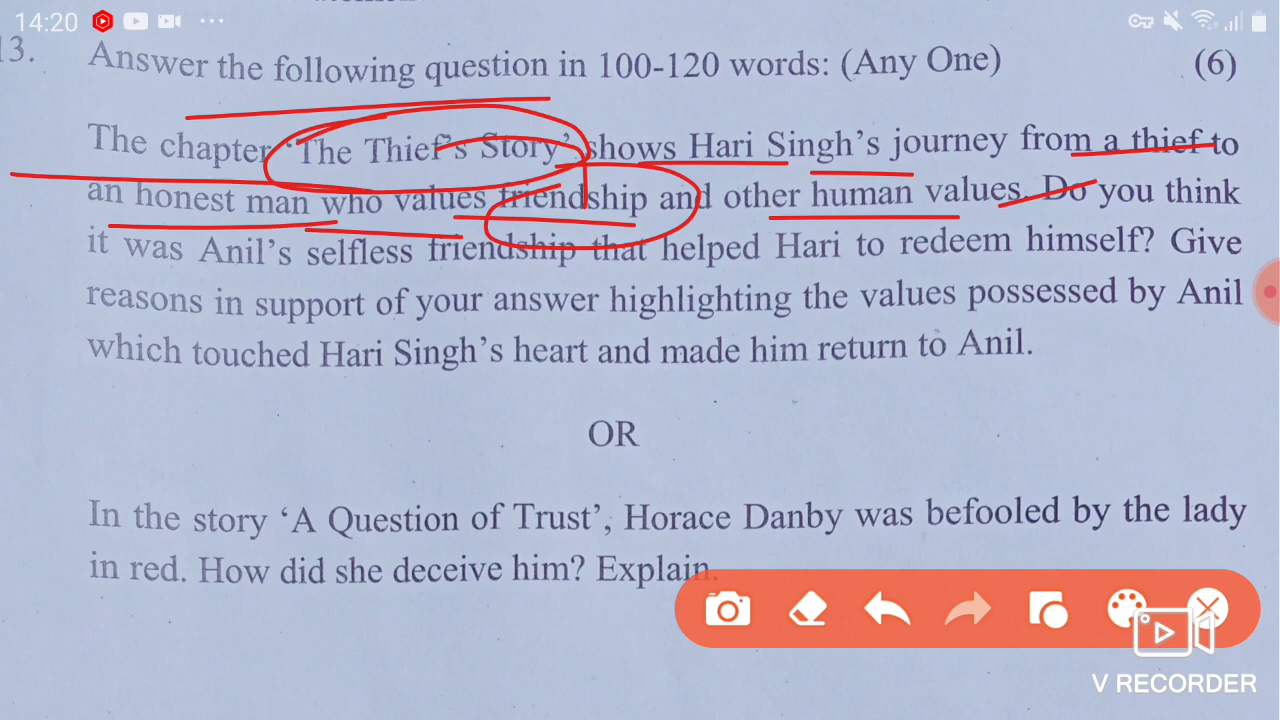 14:20
13. Answer the following question in 100-120 words: (Any One) (6)
The chapter 'The Thief's Story', shows Hari Singh's journey from a thief to
an honest man who values friendship and other human values. Do you think
it was Anil's selfless friendship that helped Hari to redeem himself? Give
reasons in support of your answer highlighting the values possessed by Anil
which touched Hari Singh's heart and made him return to Anil.
OR
In the story 'A Question of Trust', Horace Danby was befooled by the lady
in red. How did she deceive him? Explain.
V RECORDER